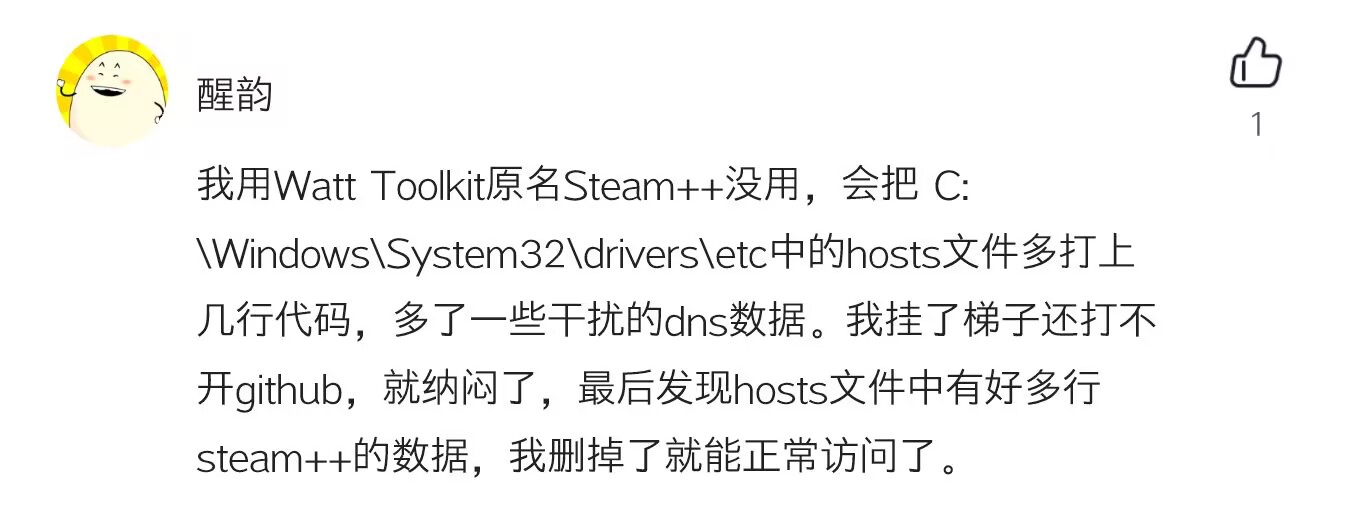 醒韵
1
我用Watt Toolkit原名Steam++没用，会把 C:
\Windows\System32\drivers\etc中的hosts文件多打上
几行代码，多了一些干扰的dns数据。我挂了梯子还打不
开github，就纳闷了，最后发现hosts文件中有好多行
steam++的数据，我删掉了就能正常访问了。